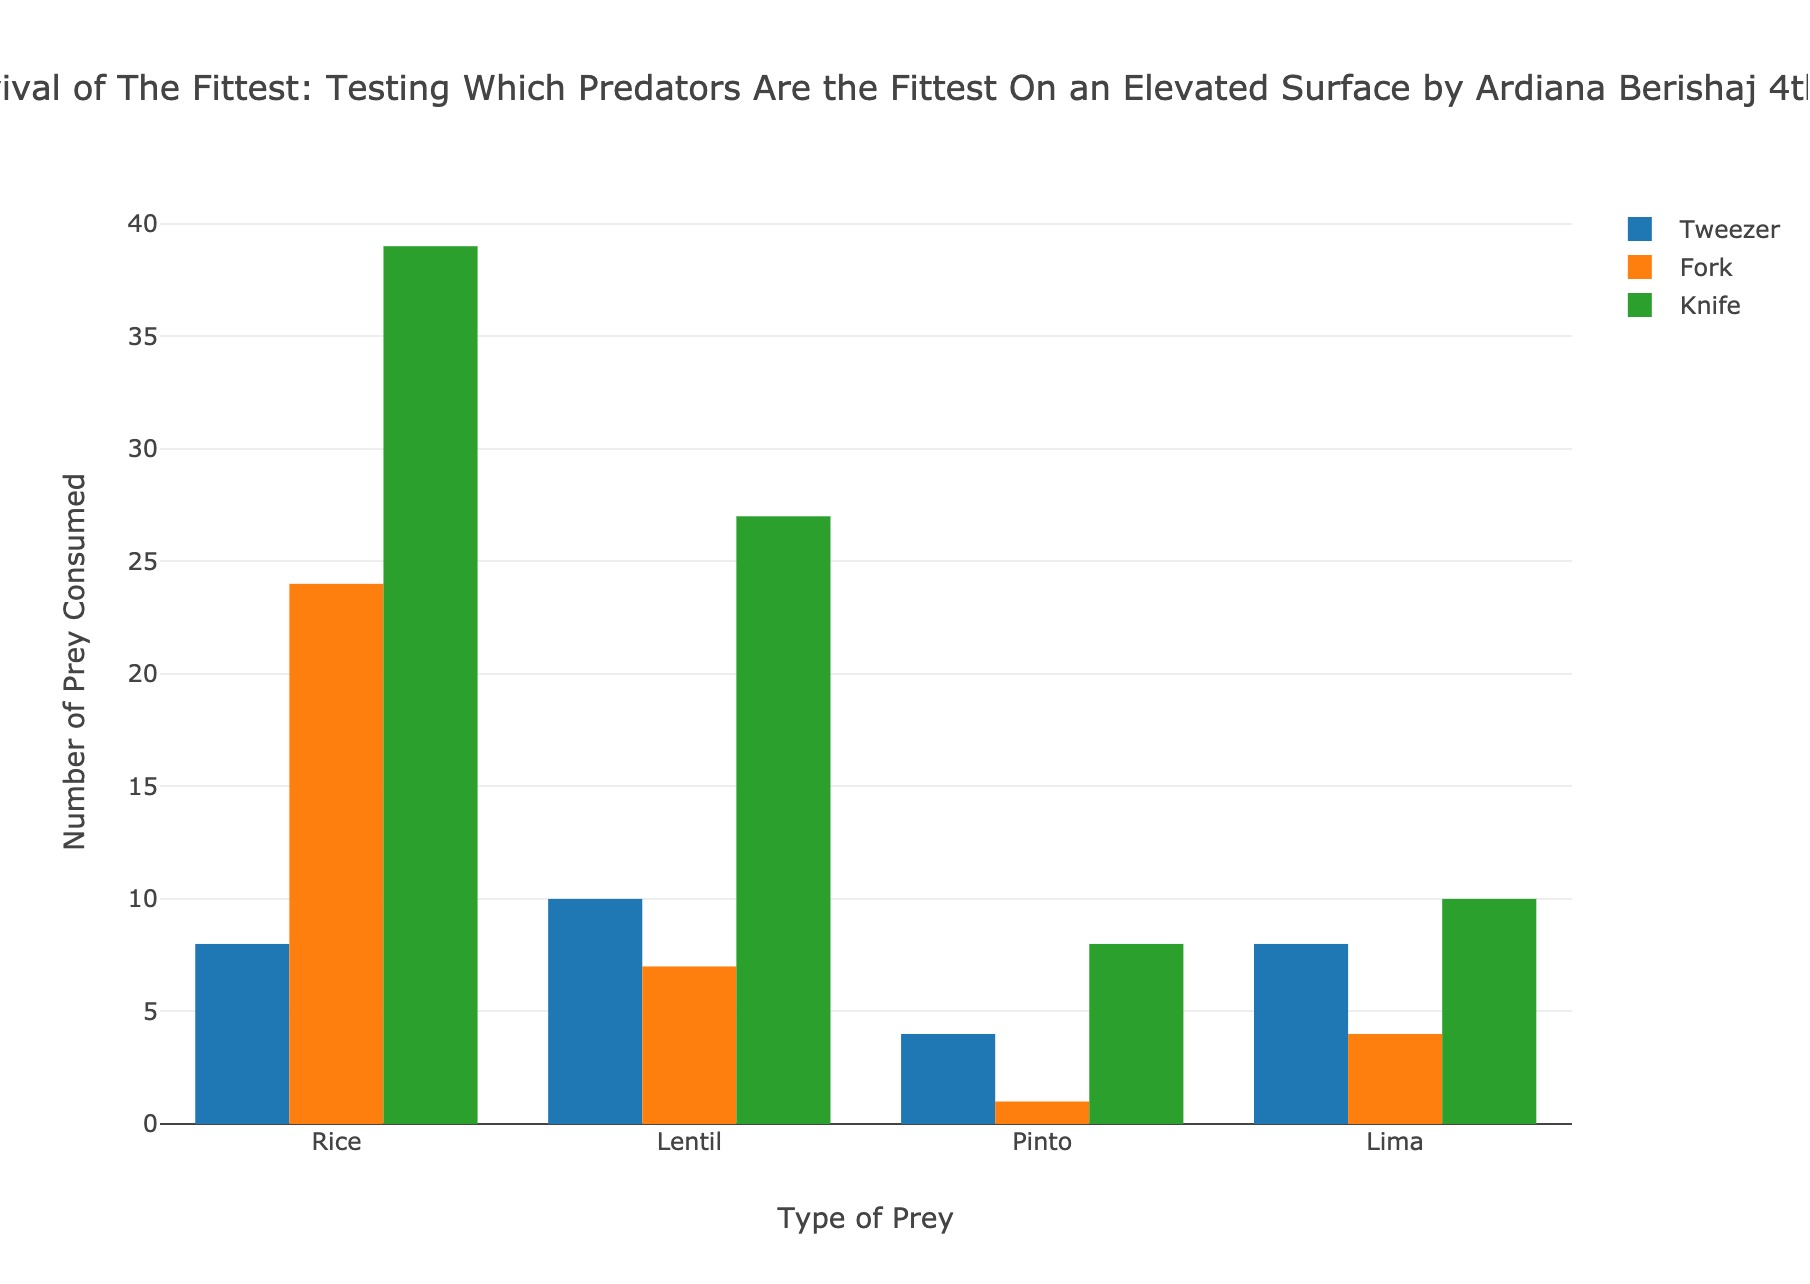 ival of The Fittest: Testing Which Predators Are the Fittest On an Elevated Surface by Ardiana Berishaj 4t
40
35
30
25
20
15
10
5
0
Number of Prey Consumed
Rice Lentil Pinto Lima
Type of Prey
Tweezer
Fork
Knife